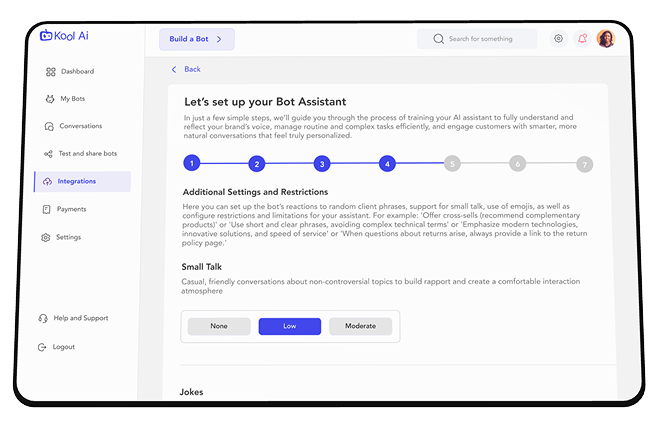 Kool Ai
Build a Bot
Search for something
Dashboard
My Bots
Conversations
Test and share bots
Integrations
Payments
Settings
Help and Support
Logout
Back
Let's set up your Bot Assistant
In just a few simple steps, we'll guide you through the process of training your AI assistant to fully understand and
reflect your brand's voice, manage routine and complex tasks efficiently, and engage customers with smarter, more
natural conversations that feel truly personalized.
1 2 3 4 5 6 7
Additional Settings and Restrictions
Here you can set up the bot's reactions to random client phrases, support for small talk, use of emojis, as well as
configure restrictions and limitations for your assistant. For example: 'Offer cross-sells (recommend complementary
products)' or 'Use short and clear phrases, avoiding complex technical terms' or 'Emphasize modern technologies,
innovative solutions, and speed of service' or 'When questions about returns arise, always provide a link to the return
policy page.'
Small Talk
Casual, friendly conversations about non-controversial topics to build rapport and create a comfortable interaction
atmosphere
None
Low
Moderate
Jokes